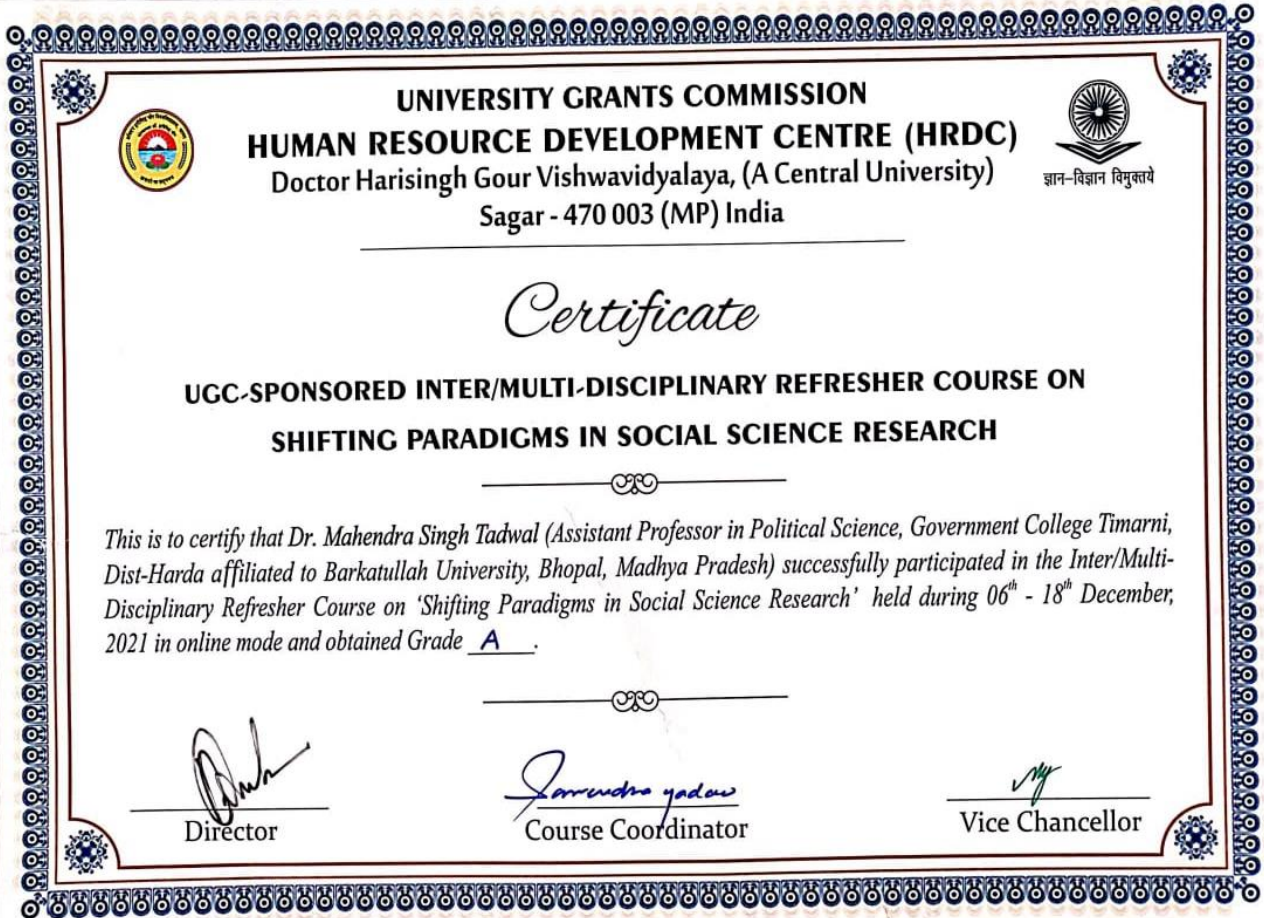 UNIVERSITY GRANTS COMMISSION
HUMAN RESOURCE DEVELOPMENT CENTRE (HRDC)
Doctor Harisingh Gour Vishwavidyalaya, (A Central University)
Sagar - 470 003 (MP) India
ज्ञान-विज्ञान विमुक्तये
Certificate
UGC-SPONSORED INTER/MULTI-DISCIPLINARY REFRESHER COURSE ON
SHIFTING PARADIGMS IN SOCIAL SCIENCE RESEARCH
This is to certify that Dr. Mahendra Singh Tadwal (Assistant Professor in Political Science, Government College Timarni,
Dist-Harda affiliated to Barkatullah University, Bhopal, Madhya Pradesh) successfully participated in the Inter/Multi-
Disciplinary Refresher Course on ‘Shifting Paradigms in Social Science Research’ held during 06th - 18th December,
2021 in online mode and obtained Grade A.
yadav
Director
Course Coordinator
Vice Chancellor